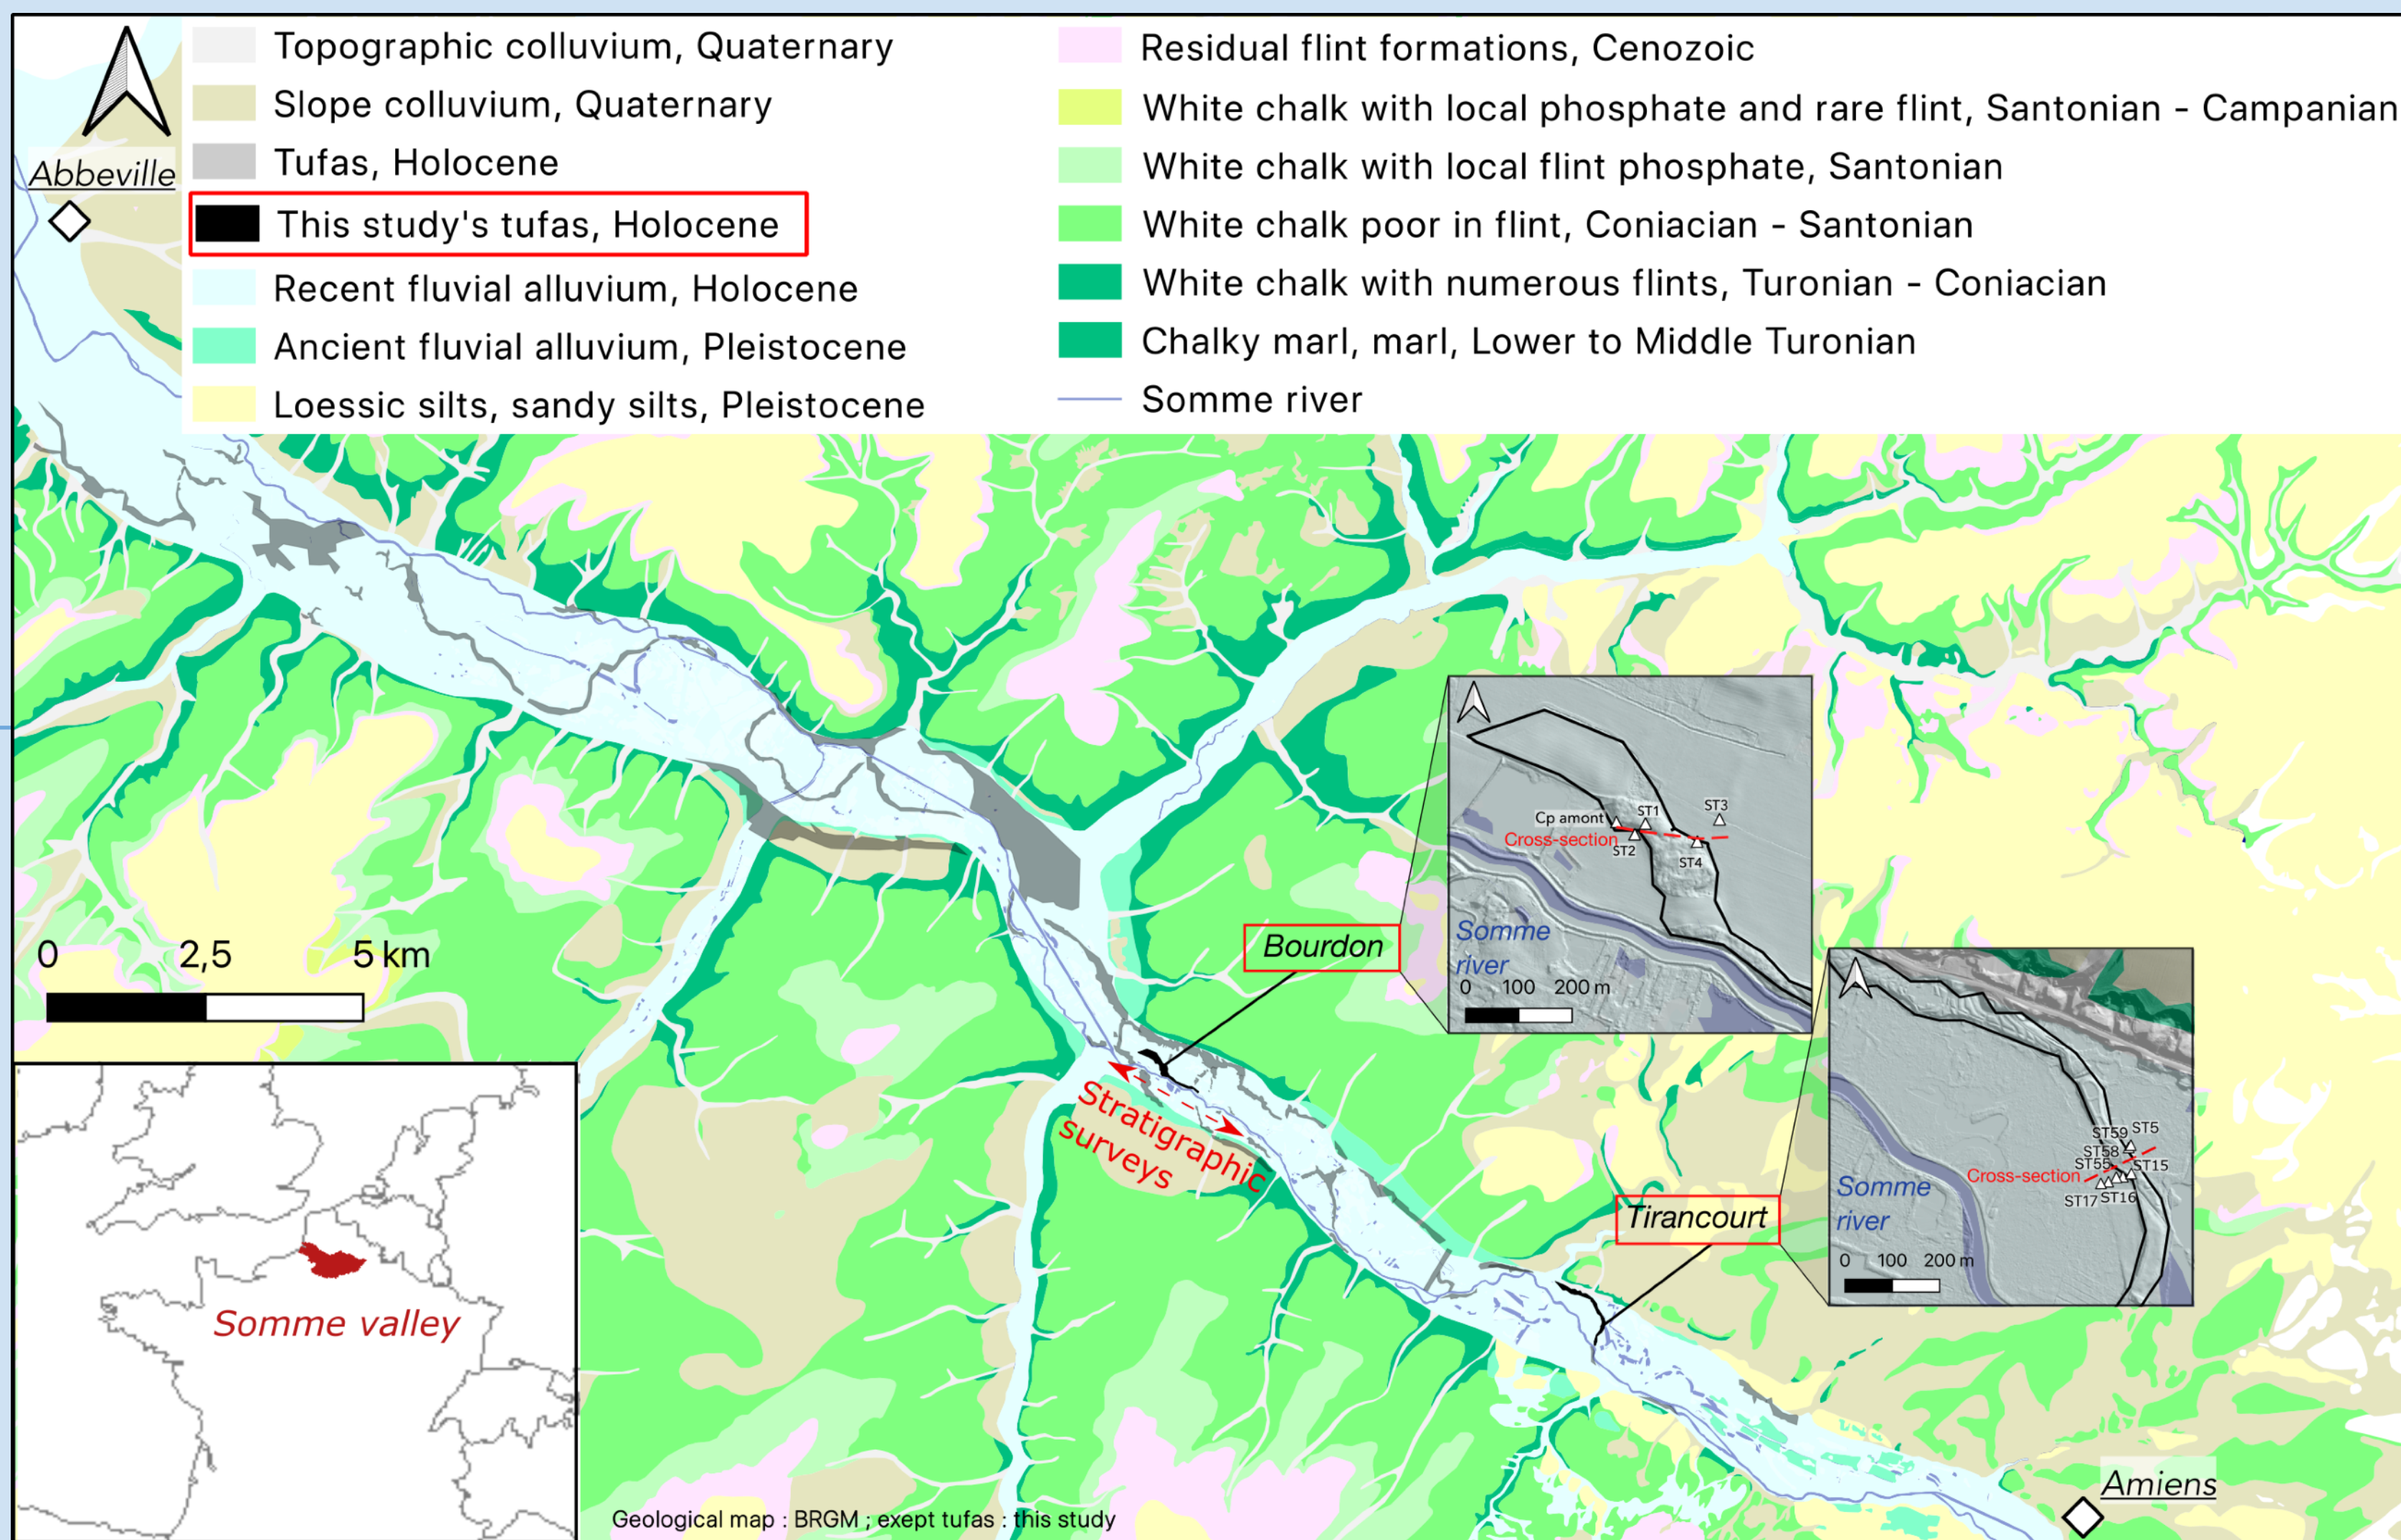 Topographic colluvium, Quaternary
Slope colluvium, Quaternary
Tufas, Holocene
This study's tufas, Holocene
Recent fluvial alluvium, Holocene
Ancient fluvial alluvium, Pleistocene
Loessic silts, sandy silts, Pleistocene
Residual flint formations, Cenozoic
White chalk with local phosphate and rare flint, Santonian - Campanian
White chalk with local flint phosphate, Santonian
White chalk poor in flint, Coniacian - Santonian
White chalk with numerous flints, Turonian - Coniacian
Chalky marl, marl, Lower to Middle Turonian
Somme river
Abbeville
0 2,5 5 km
Bourdon
Cp amont
ST1
ST3
Cross-section
ST2
ST4
Somme
river
0 100 200 m
Stratigraphic
surveys
Tirancourt
ST59
ST5
ST58
ST55
ST15
Cross-section
ST17
ST16
Somme
river
0 100 200 m
Somme valley
Amiens
Geological map : BRGM ; exept tufas : this study